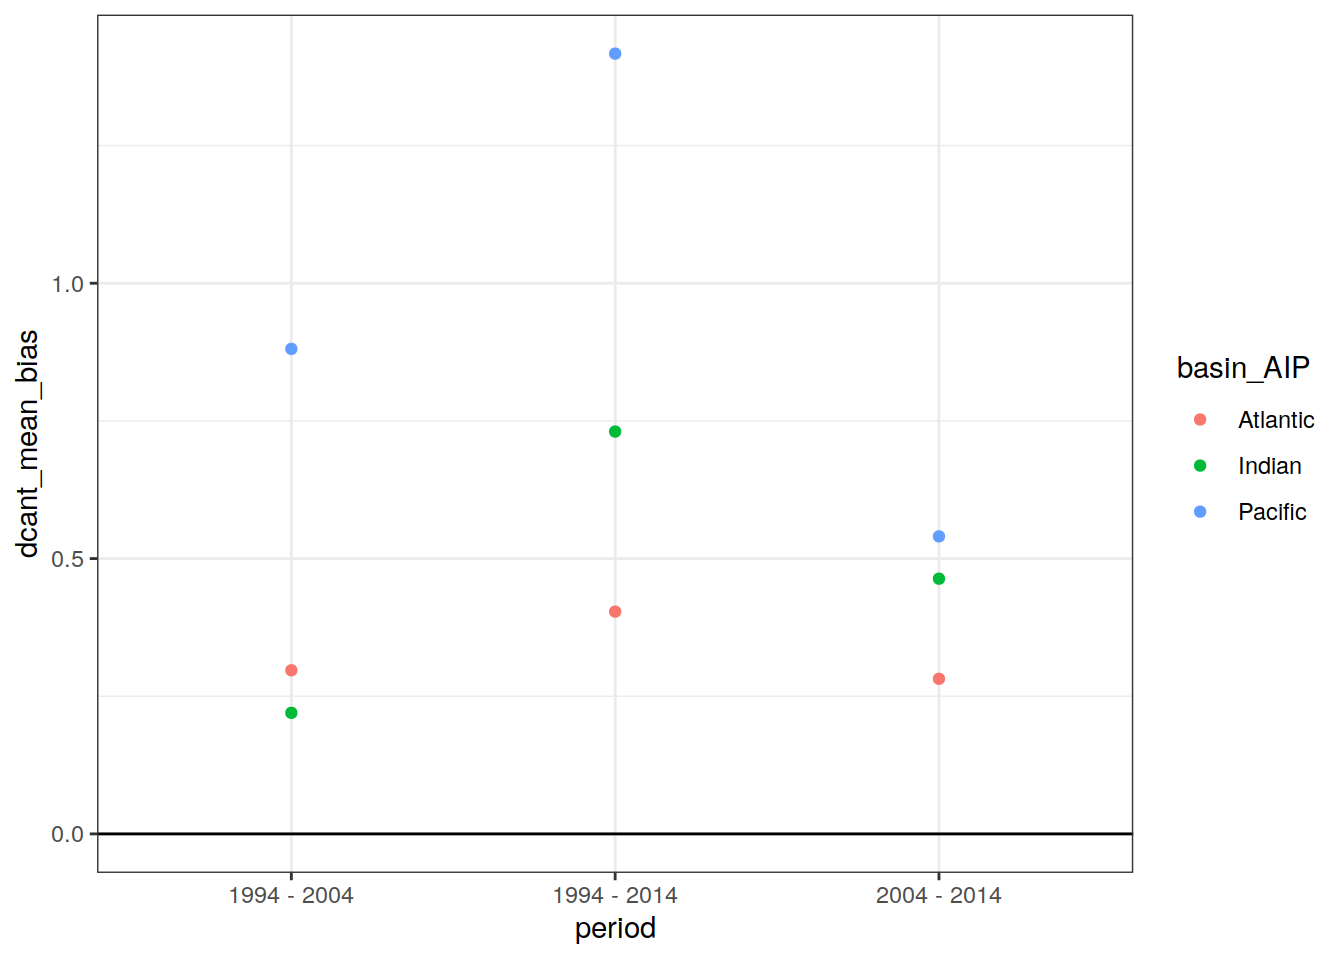 dcant_mean_bias
1.0
0.5
0.0
1994 - 2004
1994 - 2014
2004 - 2014
period
basin_AIP
Atlantic
Indian
Pacific